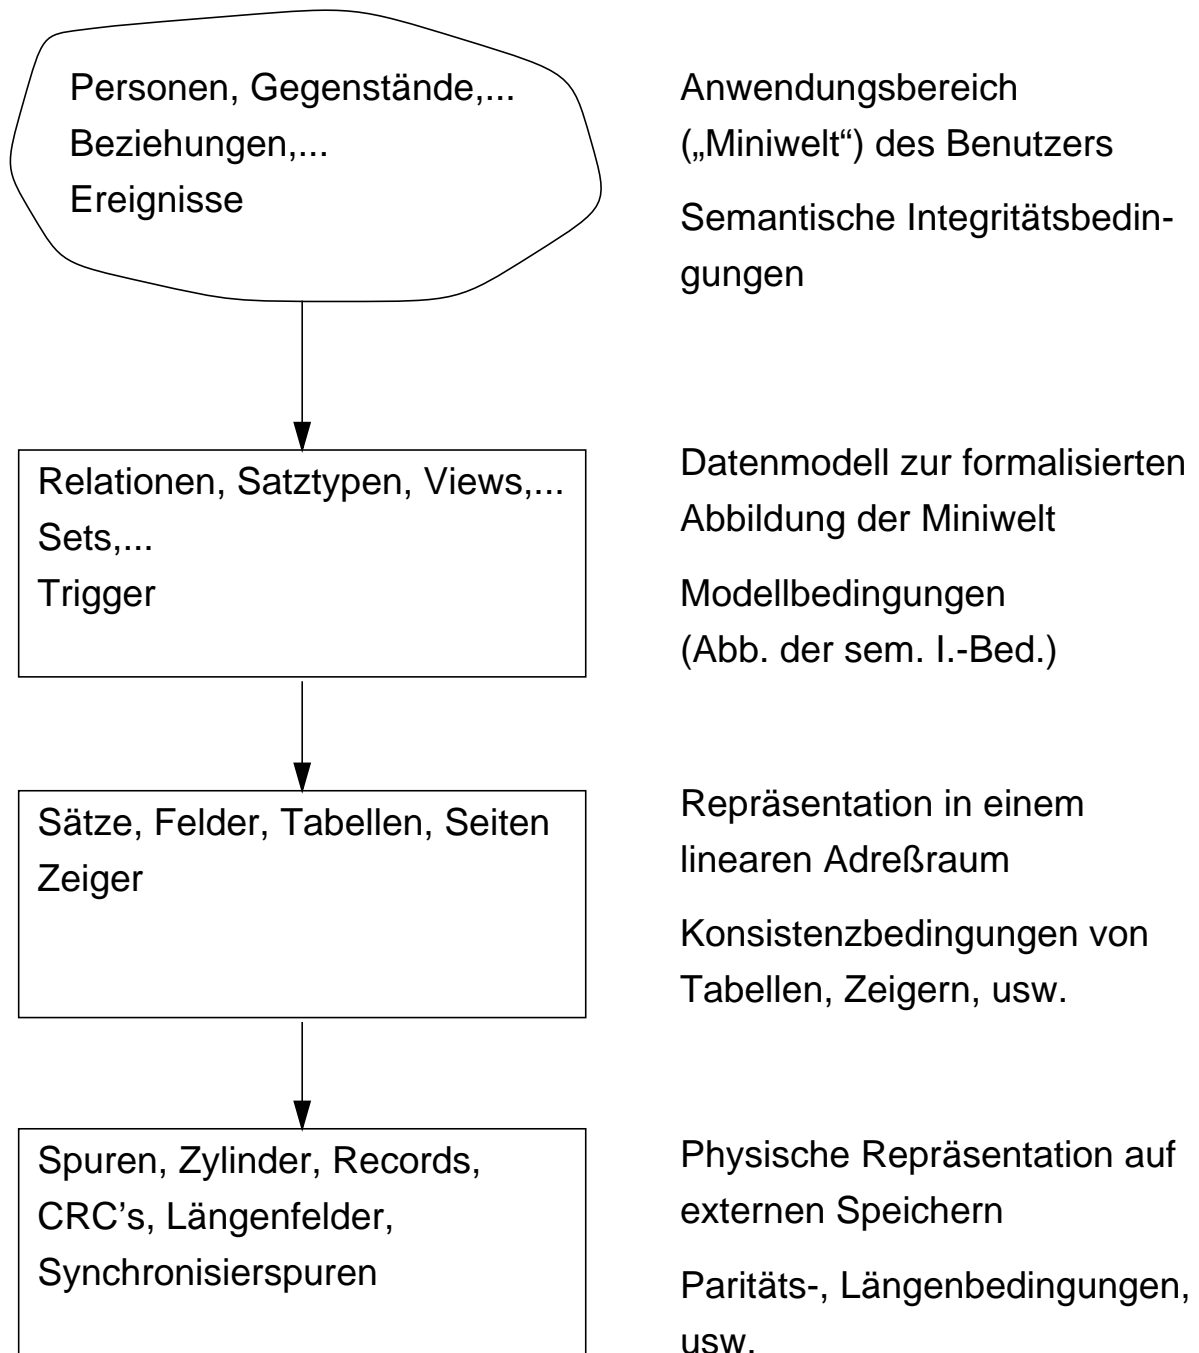 Personen, Gegenstände,...
Beziehungen,...
Ereignisse
Anwendungsbereich
(„Miniwelt“) des Benutzers
Semantische Integritätsbedin-
gungen
Relationen, Satztypen, Views,...
Sets,...
Trigger
Datenmodell zur formalisierten
Abbildung der Miniwelt
Modellbedingungen
(Abb. der sem. I.-Bed.)
Sätze, Felder, Tabellen, Seiten
Zeiger
Repräsentation in einem
linearen Adreßraum
Konsistenzbedingungen von
Tabellen, Zeigern, usw.
Spuren, Zylinder, Records,
CRC’s, Längenfelder,
Synchronisierspuren
Physische Repräsentation auf
externen Speichern
Paritäts-, Längenbedingungen,
usw.